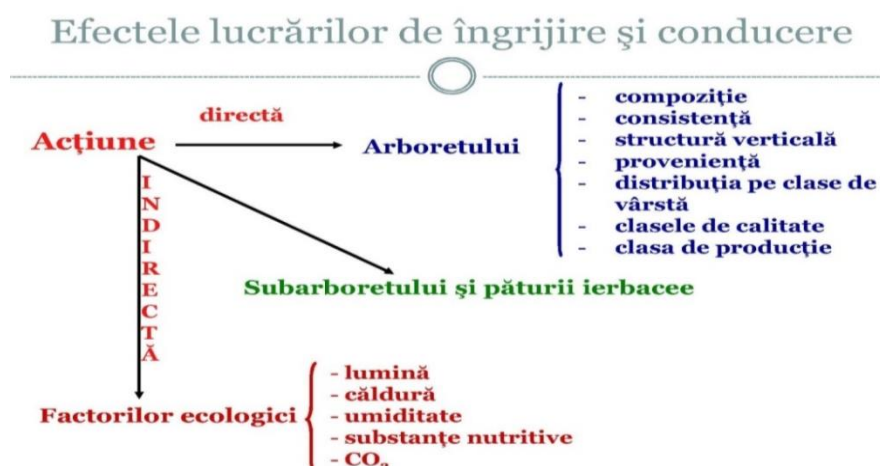 Efectele lucrărilor de îngrijire şi conducere
directă
Acţiune
Arboretului
- compoziţie
- consistenţă
- structură verticală
- provenienţă
- distribuţia pe clase de
vârstă
- clasele de calitate
- clasa de producţie
INDIRECTĂ
Subarboretului şi păturii ierbacee
Factorilor ecologici
- lumină
- căldură
- umiditate
- substanţe nutritive
- CO₂